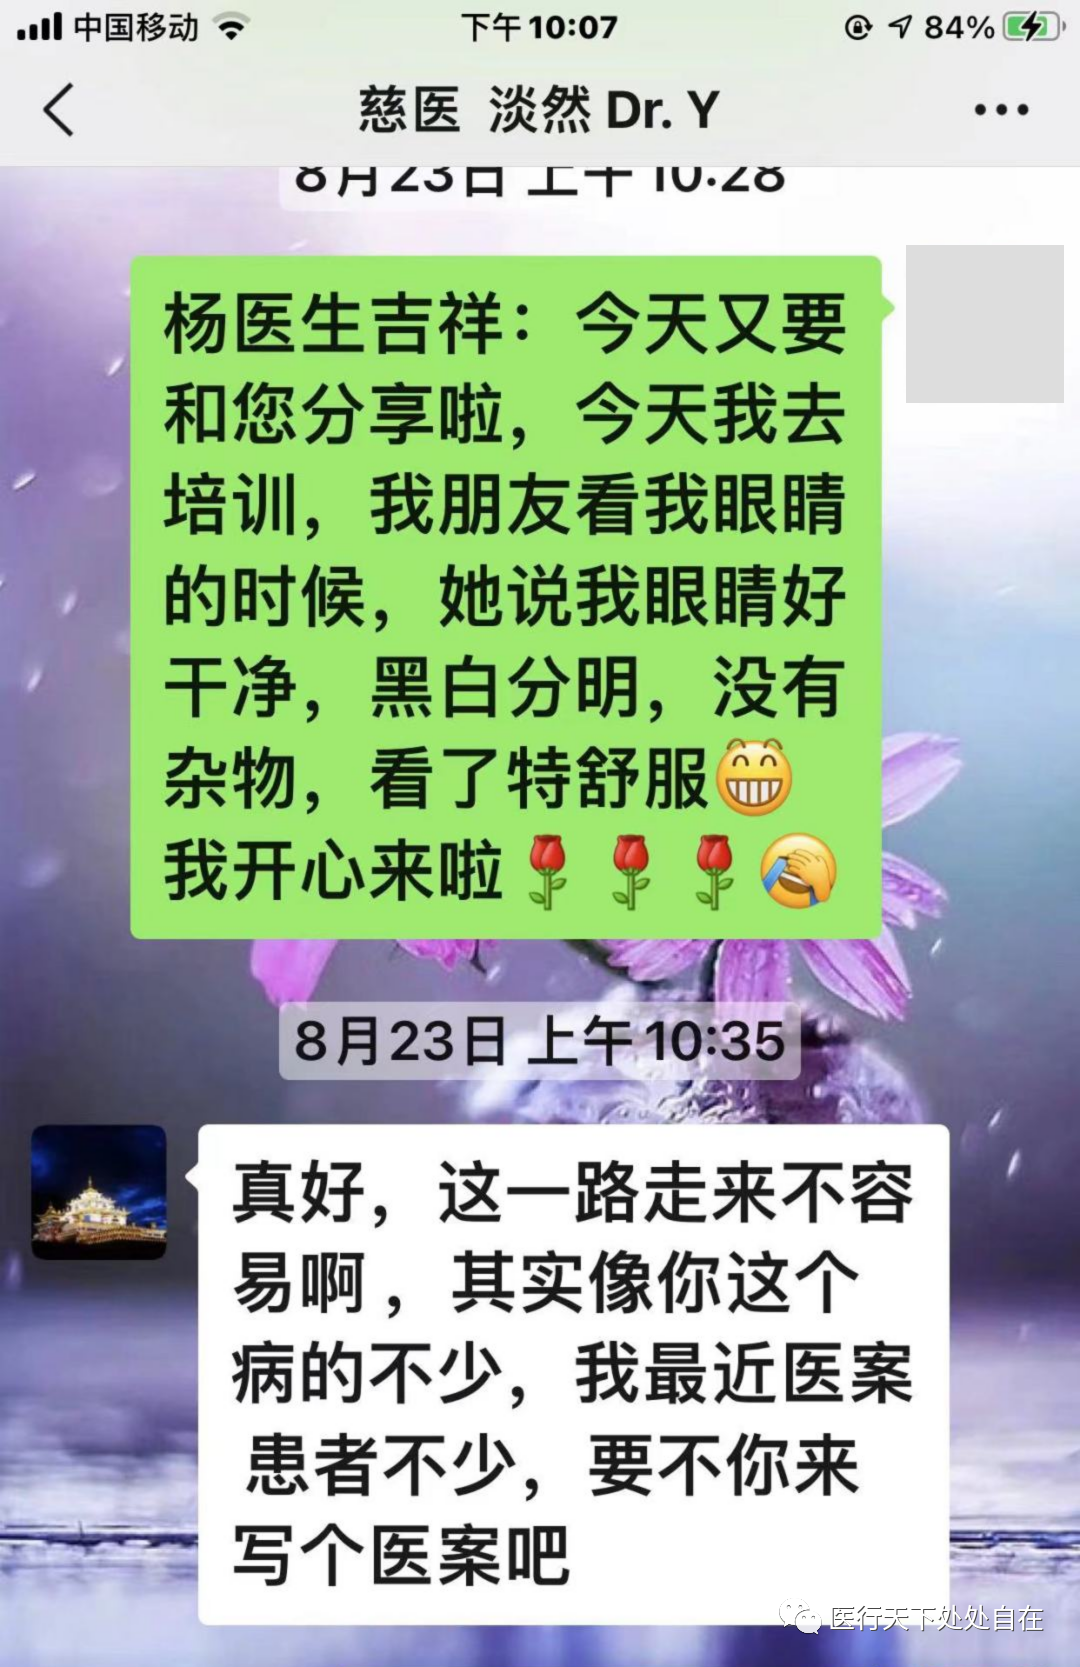 中国移动 下午10:07 84%
慈医 淡然 Dr. Y
8月23日 上午 10:28
杨医生吉祥：今天又要
和您分享啦，今天我去
培训，我朋友看我眼睛
的时候，她说我眼睛好
干净，黑白分明，没有
杂物，看了特舒服😁
我开心来啦🌹🌹🌹🤦
8月23日 上午 10:35
真好，这一路走来不容
易啊，其实像你这个
病的不少，我最近医案
患者不少，要不你来
写个医案吧
医行天下处处自在